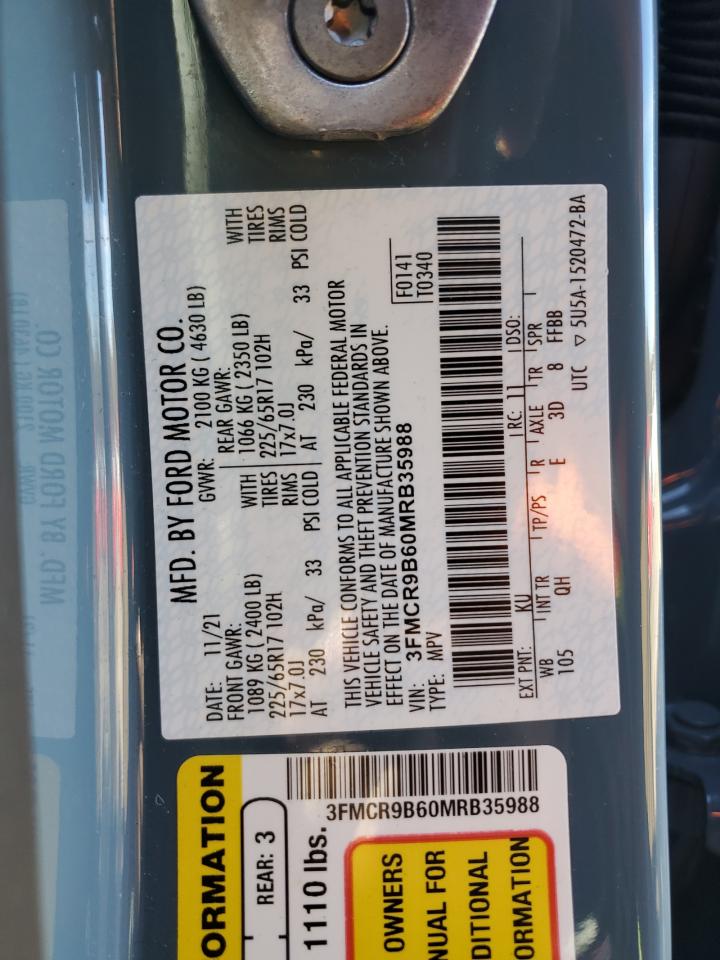 MFD. BY FORD MOTOR CO.
DATE: 11/21 GVWR: 2100 KG ( 4630 LB)
FRONT GAWR: REAR GAWR:
1089 KG ( 2400 LB) WITH 1066 KG ( 2350 LB) WITH
225/65R17 102H TIRES 225/65R17 102H TIRES
17x7.0J RIMS 17x7.0J RIMS
AT 230 kPa/ 33 PSI COLD AT 230 kPa/ 33 PSI COLD
THIS VEHICLE CONFORMS TO ALL APPLICABLE FEDERAL MOTOR
VEHICLE SAFETY AND THEFT PREVENTION STANDARDS IN
EFFECT ON THE DATE OF MANUFACTURE SHOWN ABOVE.
VIN: 3FMCR9B60MRB35988
TYPE: MPV
F0141
T0340
EXT PNT: KU RC: 11 DSO:
WB INT TR TP/PS R AXLE TR SPR
105 QH E 3D 8 FFBB
UTC ▽ 5U5A-1520472-BA
ORMATION
REAR: 3
1110 lbs.
3FMCR9B60MRB35988
OWNERS
NUAL FOR
DITIONAL
ORMATION
MFD. BY FORD MOTOR CO.
GVWR: 2100 KG ( 4630 LB)